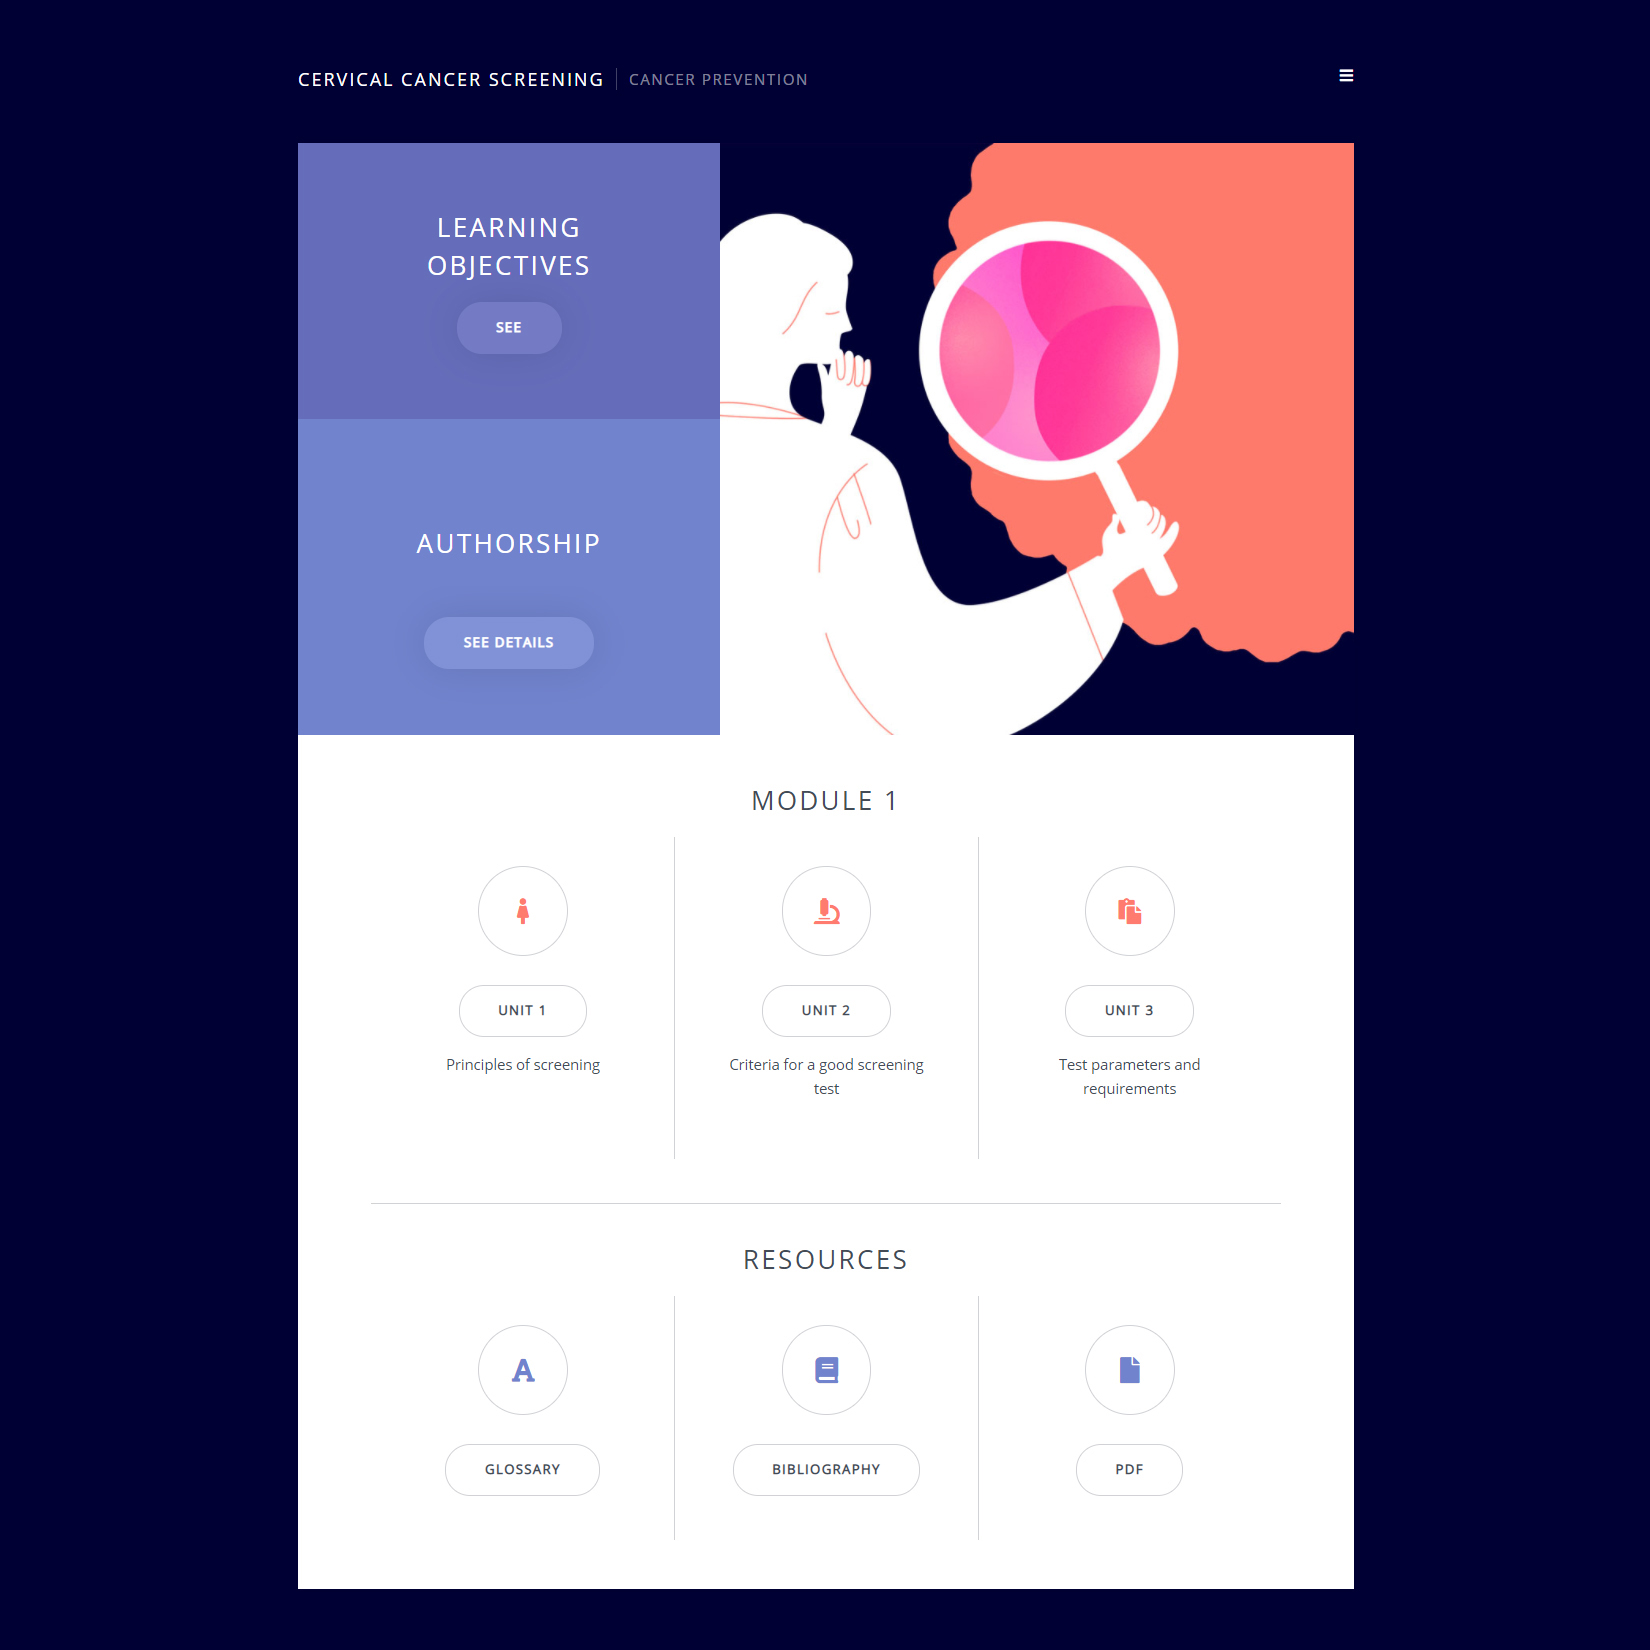 CERVICAL CANCER SCREENING CANCER PREVENTION
LEARNING
OBJECTIVES
SEE
AUTHORSHIP
SEE DETAILS
MODULE 1
UNIT 1
Principles of screening
UNIT 2
Criteria for a good screening
test
UNIT 3
Test parameters and
requirements
RESOURCES
A
GLOSSARY
BIBLIOGRAPHY
PDF